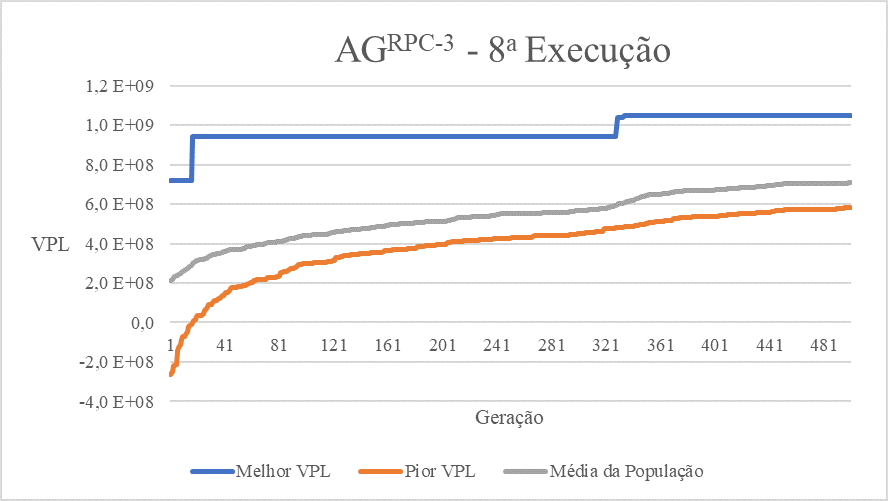 AGRPC-3 - 8ª Execução
1,2 E+09
1,0 E+09
8,0 E+08
6,0 E+08
VPL
4,0 E+08
2,0 E+08
0,0
1 41 81 121 161 201 241 281 321 361 401 441 481
-2,0 E+08
-4,0 E+08
Geração
Melhor VPL Pior VPL Média da População